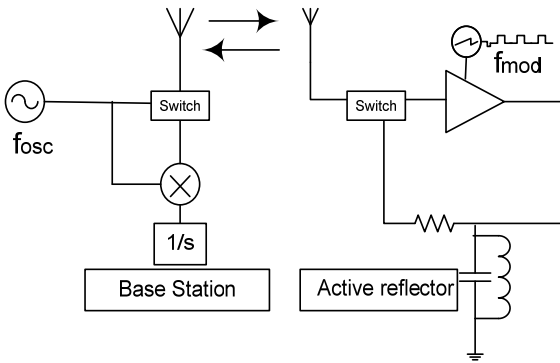 fmod
Switch
Switch
fosc
1/s
Base Station
Active reflector